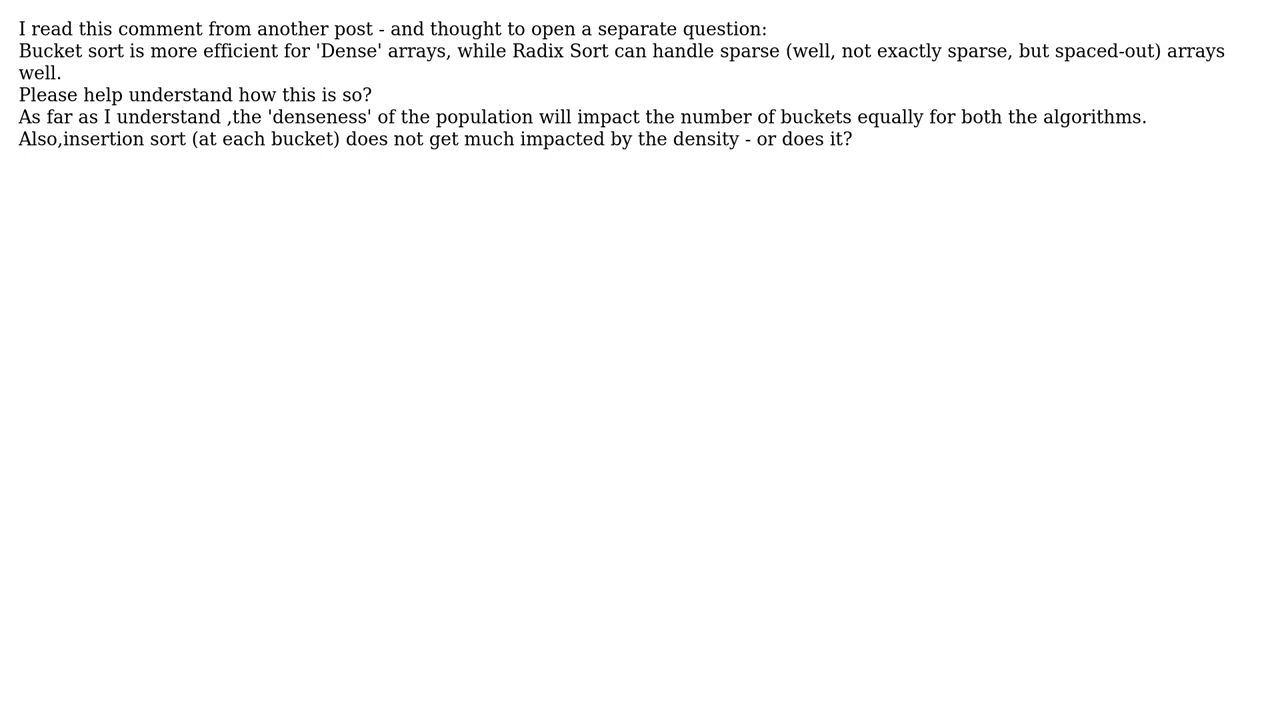 I read this comment from another post - and thought to open a separate question:
Bucket sort is more efficient for 'Dense' arrays, while Radix Sort can handle sparse (well, not exactly sparse, but spaced-out) arrays
well.
Please help understand how this is so?
As far as I understand ,the 'denseness' of the population will impact the number of buckets equally for both the algorithms.
Also,insertion sort (at each bucket) does not get much impacted by the density - or does it?